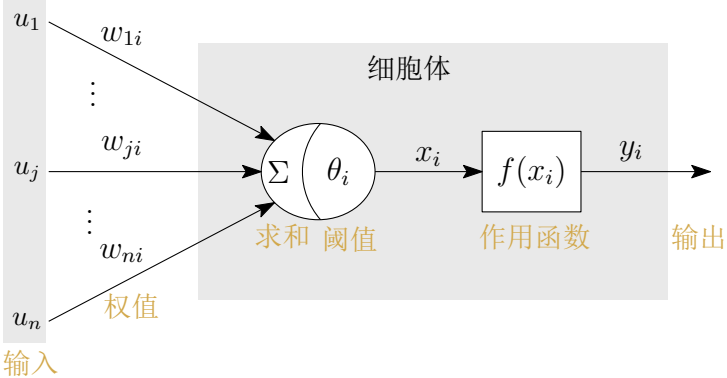 u₁
w₁ᵢ
⋮
细胞体
uⱼ
wⱼᵢ
Σ
θᵢ
xᵢ
f(xᵢ)
yᵢ
⋮
求和
阈值
作用函数
输出
wₙᵢ
权值
uₙ
输入